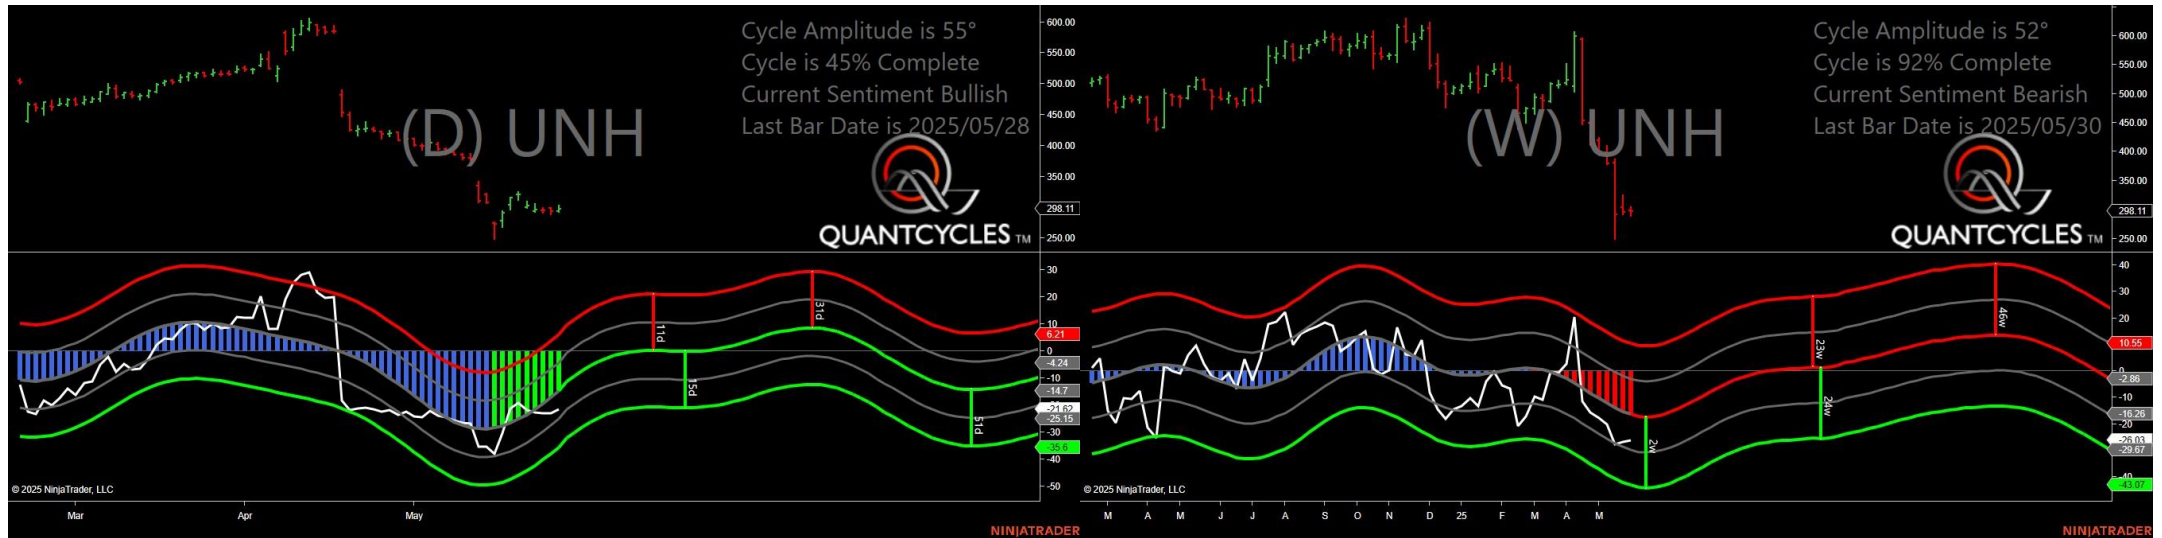 Cycle Amplitude is 55°
Cycle is 45% Complete
Current Sentiment Bullish
Last Bar Date is 2025/05/28
(D) UNH
QUANTCYCLES TM
600.00
550.00
500.00
450.00
400.00
350.00
298.11
250.00
30
20
10
6.21
0
-4.24
-10
-14.7
-21.62
-25.15
-30
-35.6
-40
-50
11d
15d
31d
51d
© 2025 NinjaTrader, LLC
Mar Apr May
NINJATRADER
Cycle Amplitude is 52°
Cycle is 92% Complete
Current Sentiment Bearish
Last Bar Date is 2025/05/30
(W) UNH
QUANTCYCLES TM
600.00
550.00
500.00
450.00
400.00
350.00
298.11
250.00
40
30
20
10.55
0
-2.86
-16.26
-20
-26.03
-29.67
-40
-43.07
2w
23w
24w
46w
© 2025 NinjaTrader, LLC
M A M J J A S O N D 25 F M A M
NINJATRADER